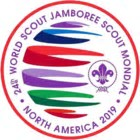 24th WORLD SCOUT JAMBOREE SCOUT MONDIAL
NORTH AMERICA 2019